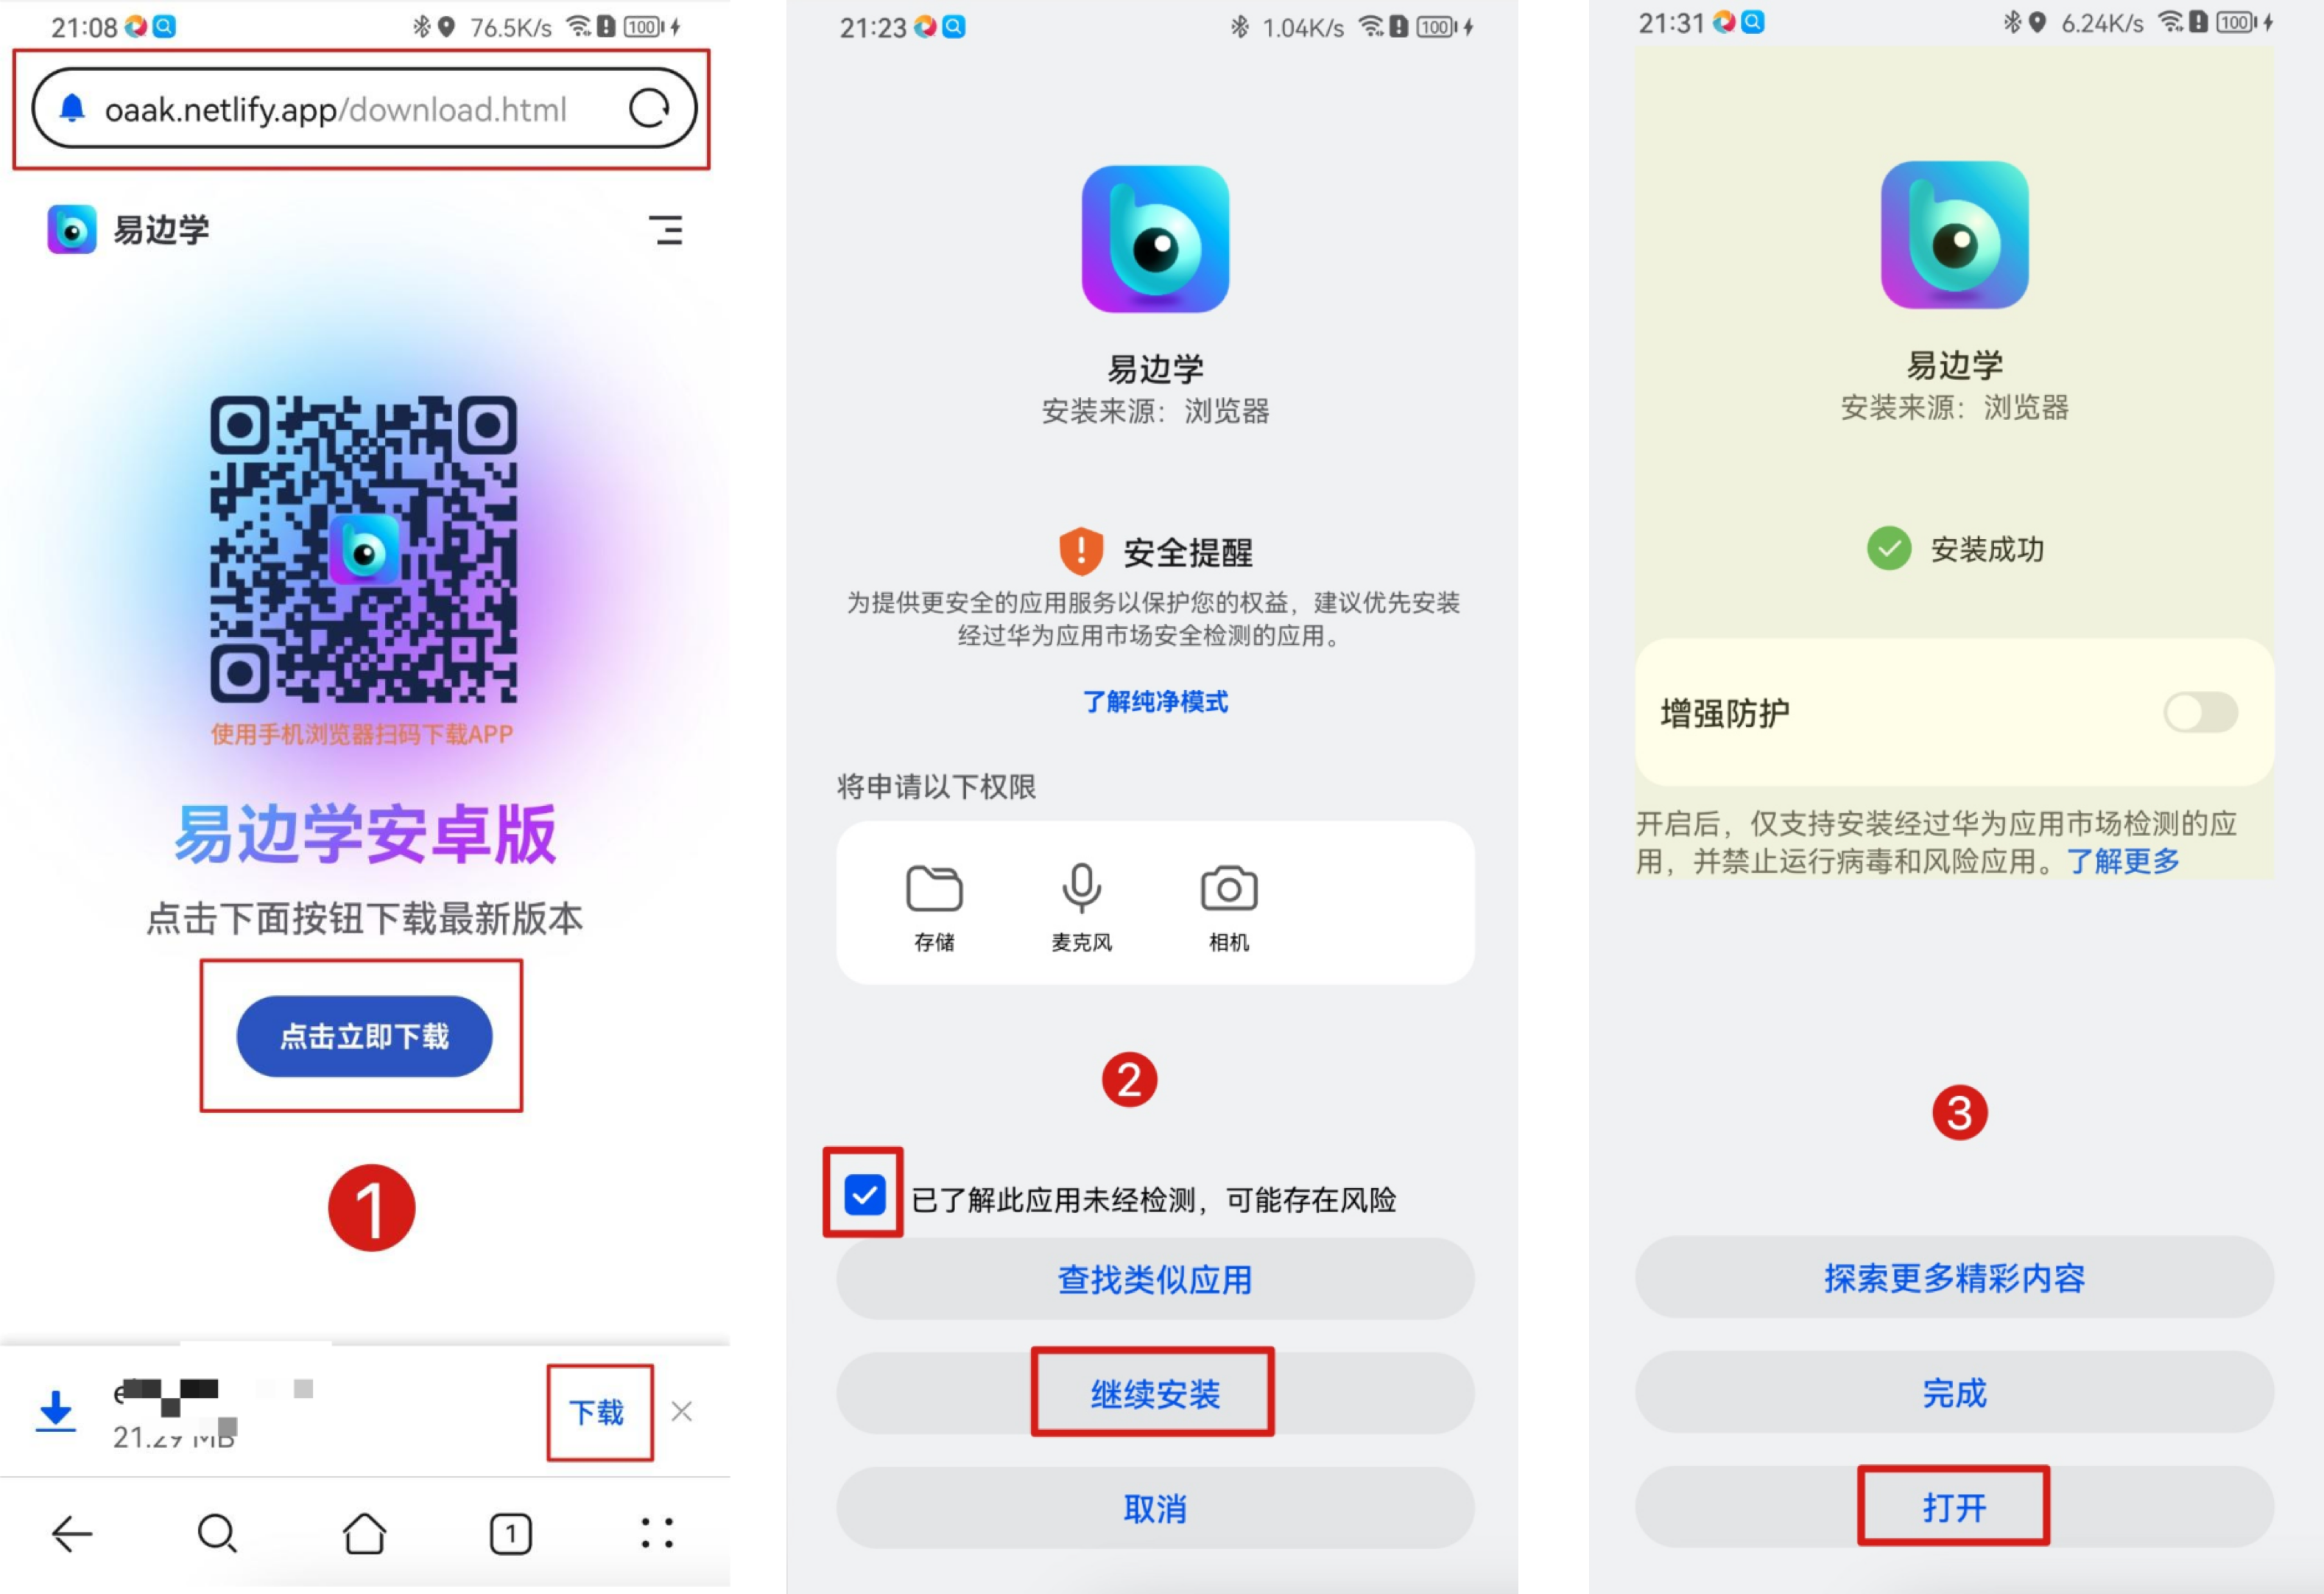 21:08
76.5K/s
100
oaak.netlify.app/download.html
易边学
使用手机浏览器扫码下载APP
易边学安卓版
点击下面按钮下载最新版本
点击立即下载
1
下载
1
21:23
1.04K/s
100
易边学
安装来源：浏览器
安全提醒
为提供更安全的应用服务以保护您的权益，建议优先安装
经过华为应用市场安全检测的应用。
了解纯净模式
将申请以下权限
存储 麦克风 相机
2
已了解此应用未经检测，可能存在风险
查找类似应用
继续安装
取消
21:31
6.24K/s
100
易边学
安装来源：浏览器
安装成功
增强防护
开启后，仅支持安装经过华为应用市场检测的应
用，并禁止运行病毒和风险应用。了解更多
3
探索更多精彩内容
完成
打开